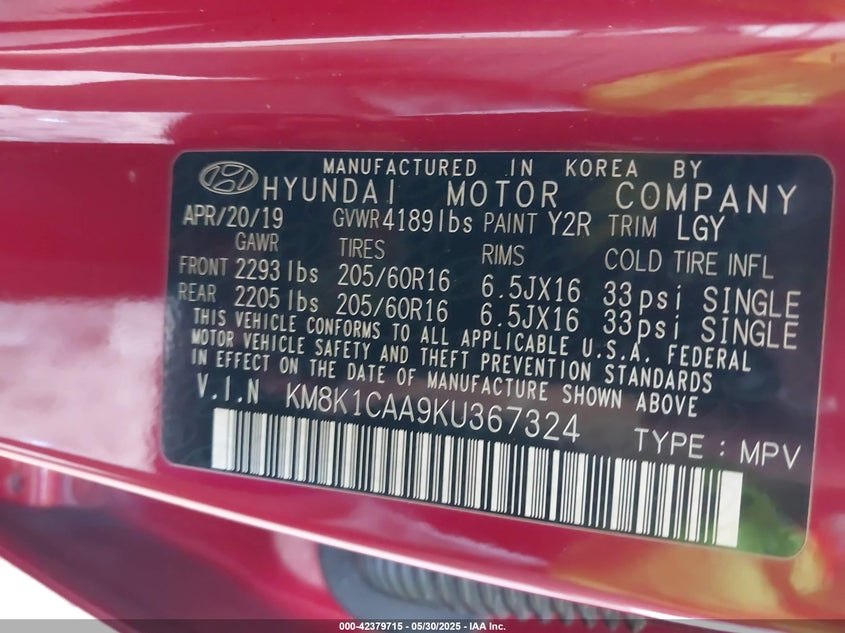 MANUFACTURED IN KOREA BY
HYUNDAI MOTOR COMPANY
APR/20/19 GVWR 4189 lbs PAINT Y2R TRIM LGY
GAWR TIRES RIMS COLD TIRE INFL
FRONT 2293 lbs 205/60R16 6.5JX16 33psi SINGLE
REAR 2205 lbs 205/60R16 6.5JX16 33psi SINGLE
THIS VEHICLE CONFORMS TO ALL APPLICABLE U.S.A. FEDERAL
MOTOR VEHICLE SAFETY AND THEFT PREVENTION STANDARDS
IN EFFECT ON THE DATE OF MANUFACTURE SHOWN ABOVE
V.I.N KM8K1CAA9KU367324
TYPE : MPV
000-42379715 - 05/30/2025 - IAAI.COM